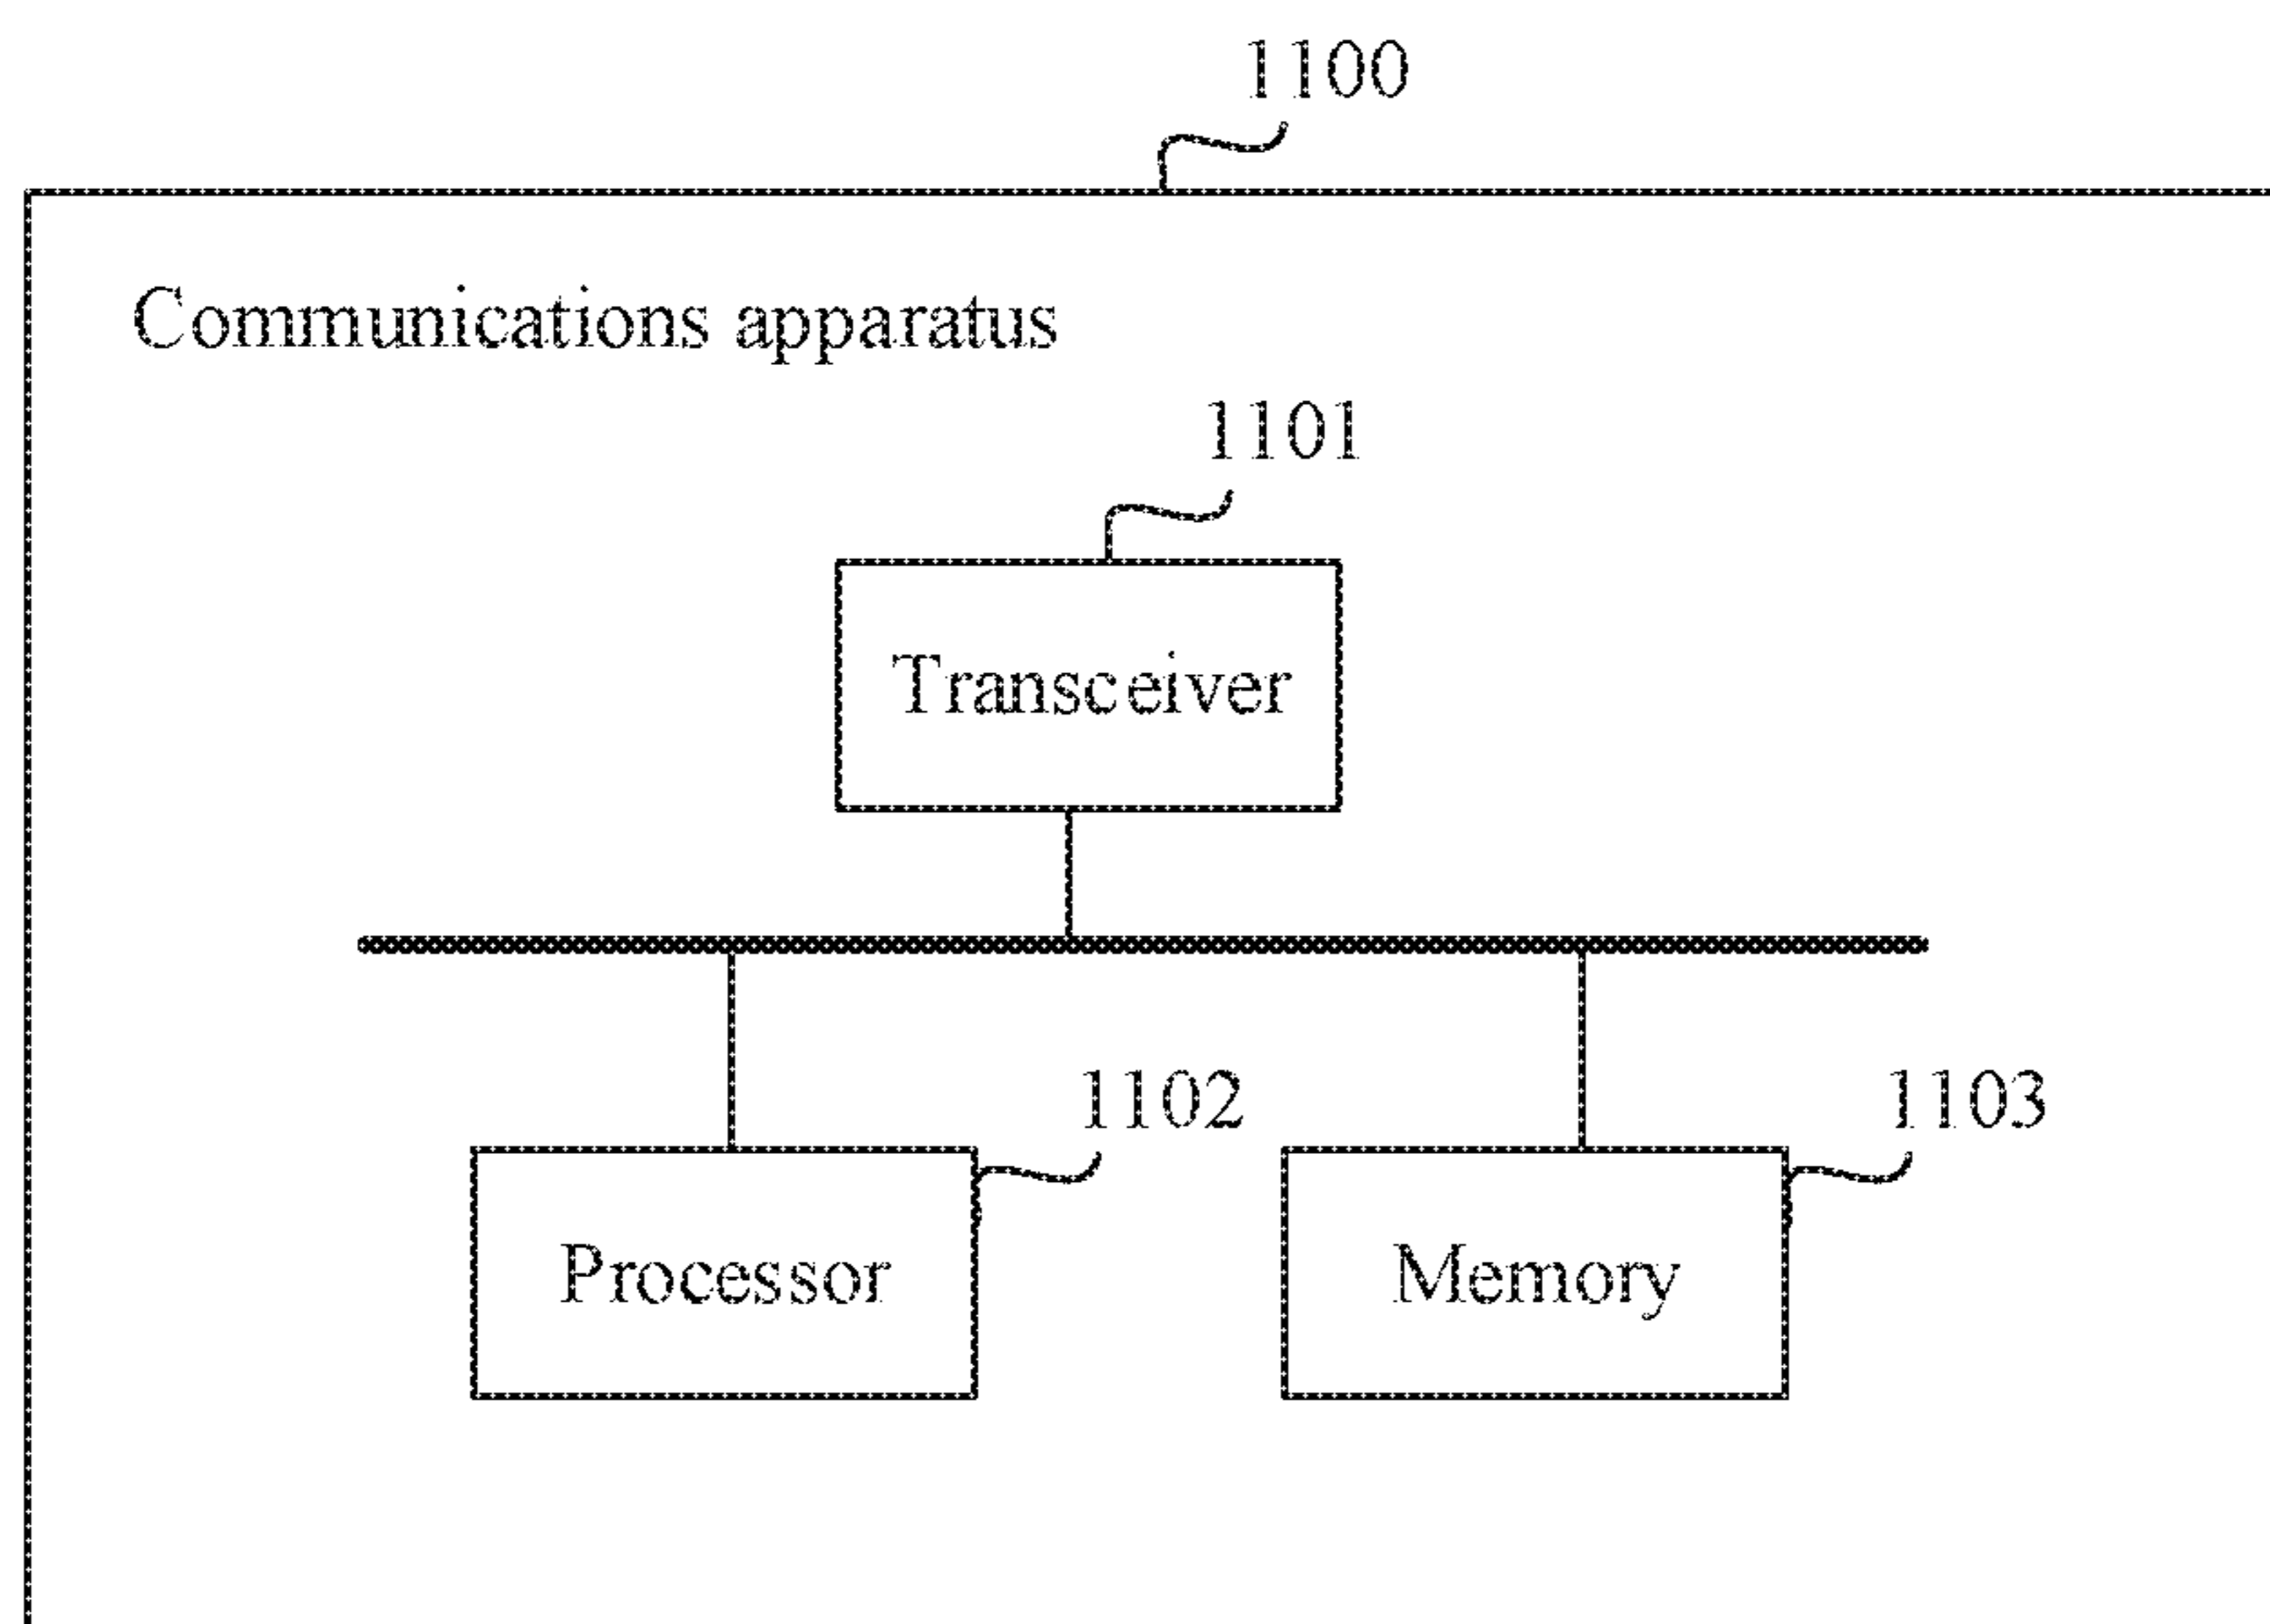 1100
Communications apparatus
1101
Transceiver
1102
1103
Processor
Memory